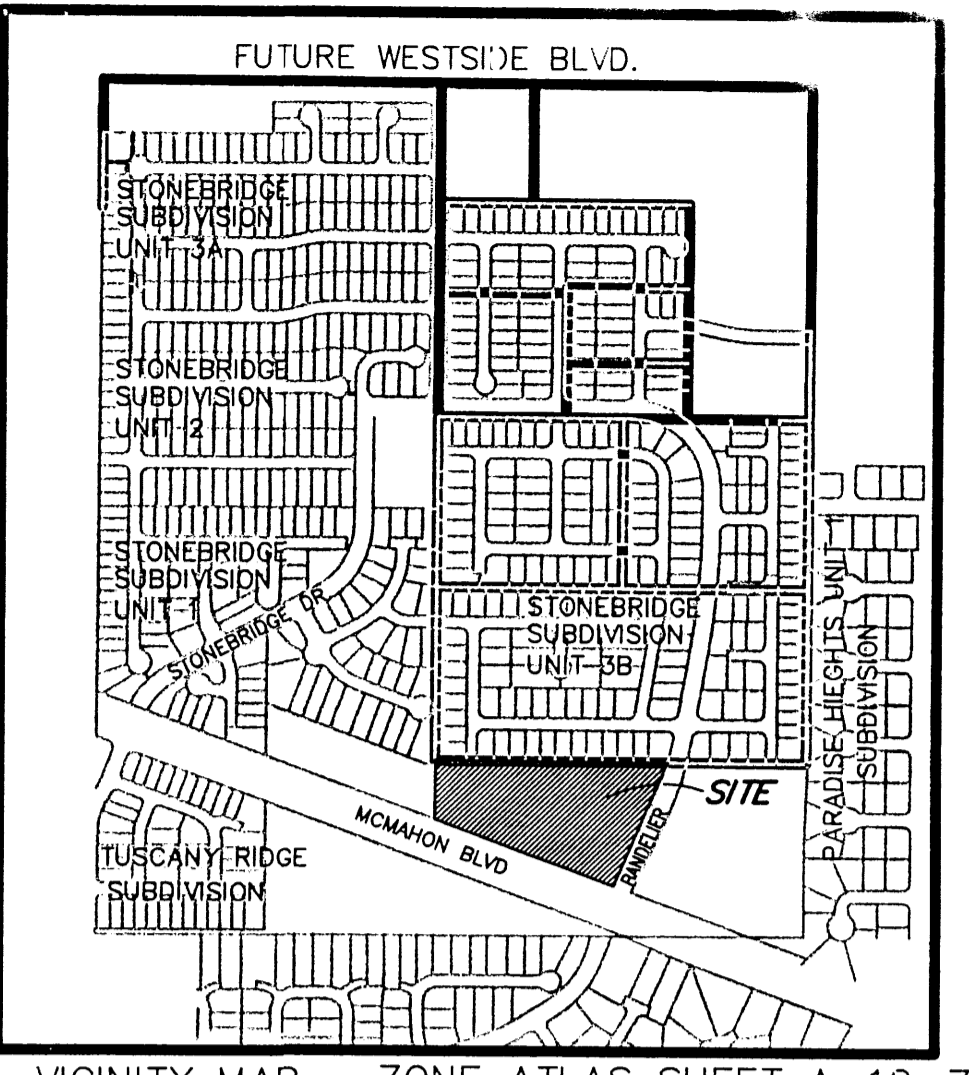 FUTURE WESTSIDE BLVD.
STONEBRIDGE
SUBDIVISION
UNIT 3A
STONEBRIDGE
SUBDIVISION
UNIT 2
STONEBRIDGE
SUBDIVISION
UNIT 1
STONEBRIDGE DR
STONEBRIDGE
SUBDIVISION
UNIT 3B
PARADISE HIEGHTS UNIT 1
SUBDIVISION
SITE
MCMAHON BLVD
RANDELIER
TUSCANY RIDGE
SUBDIVISION
VICINITY MAP ZONE ATLAS SHEET A-10-Z